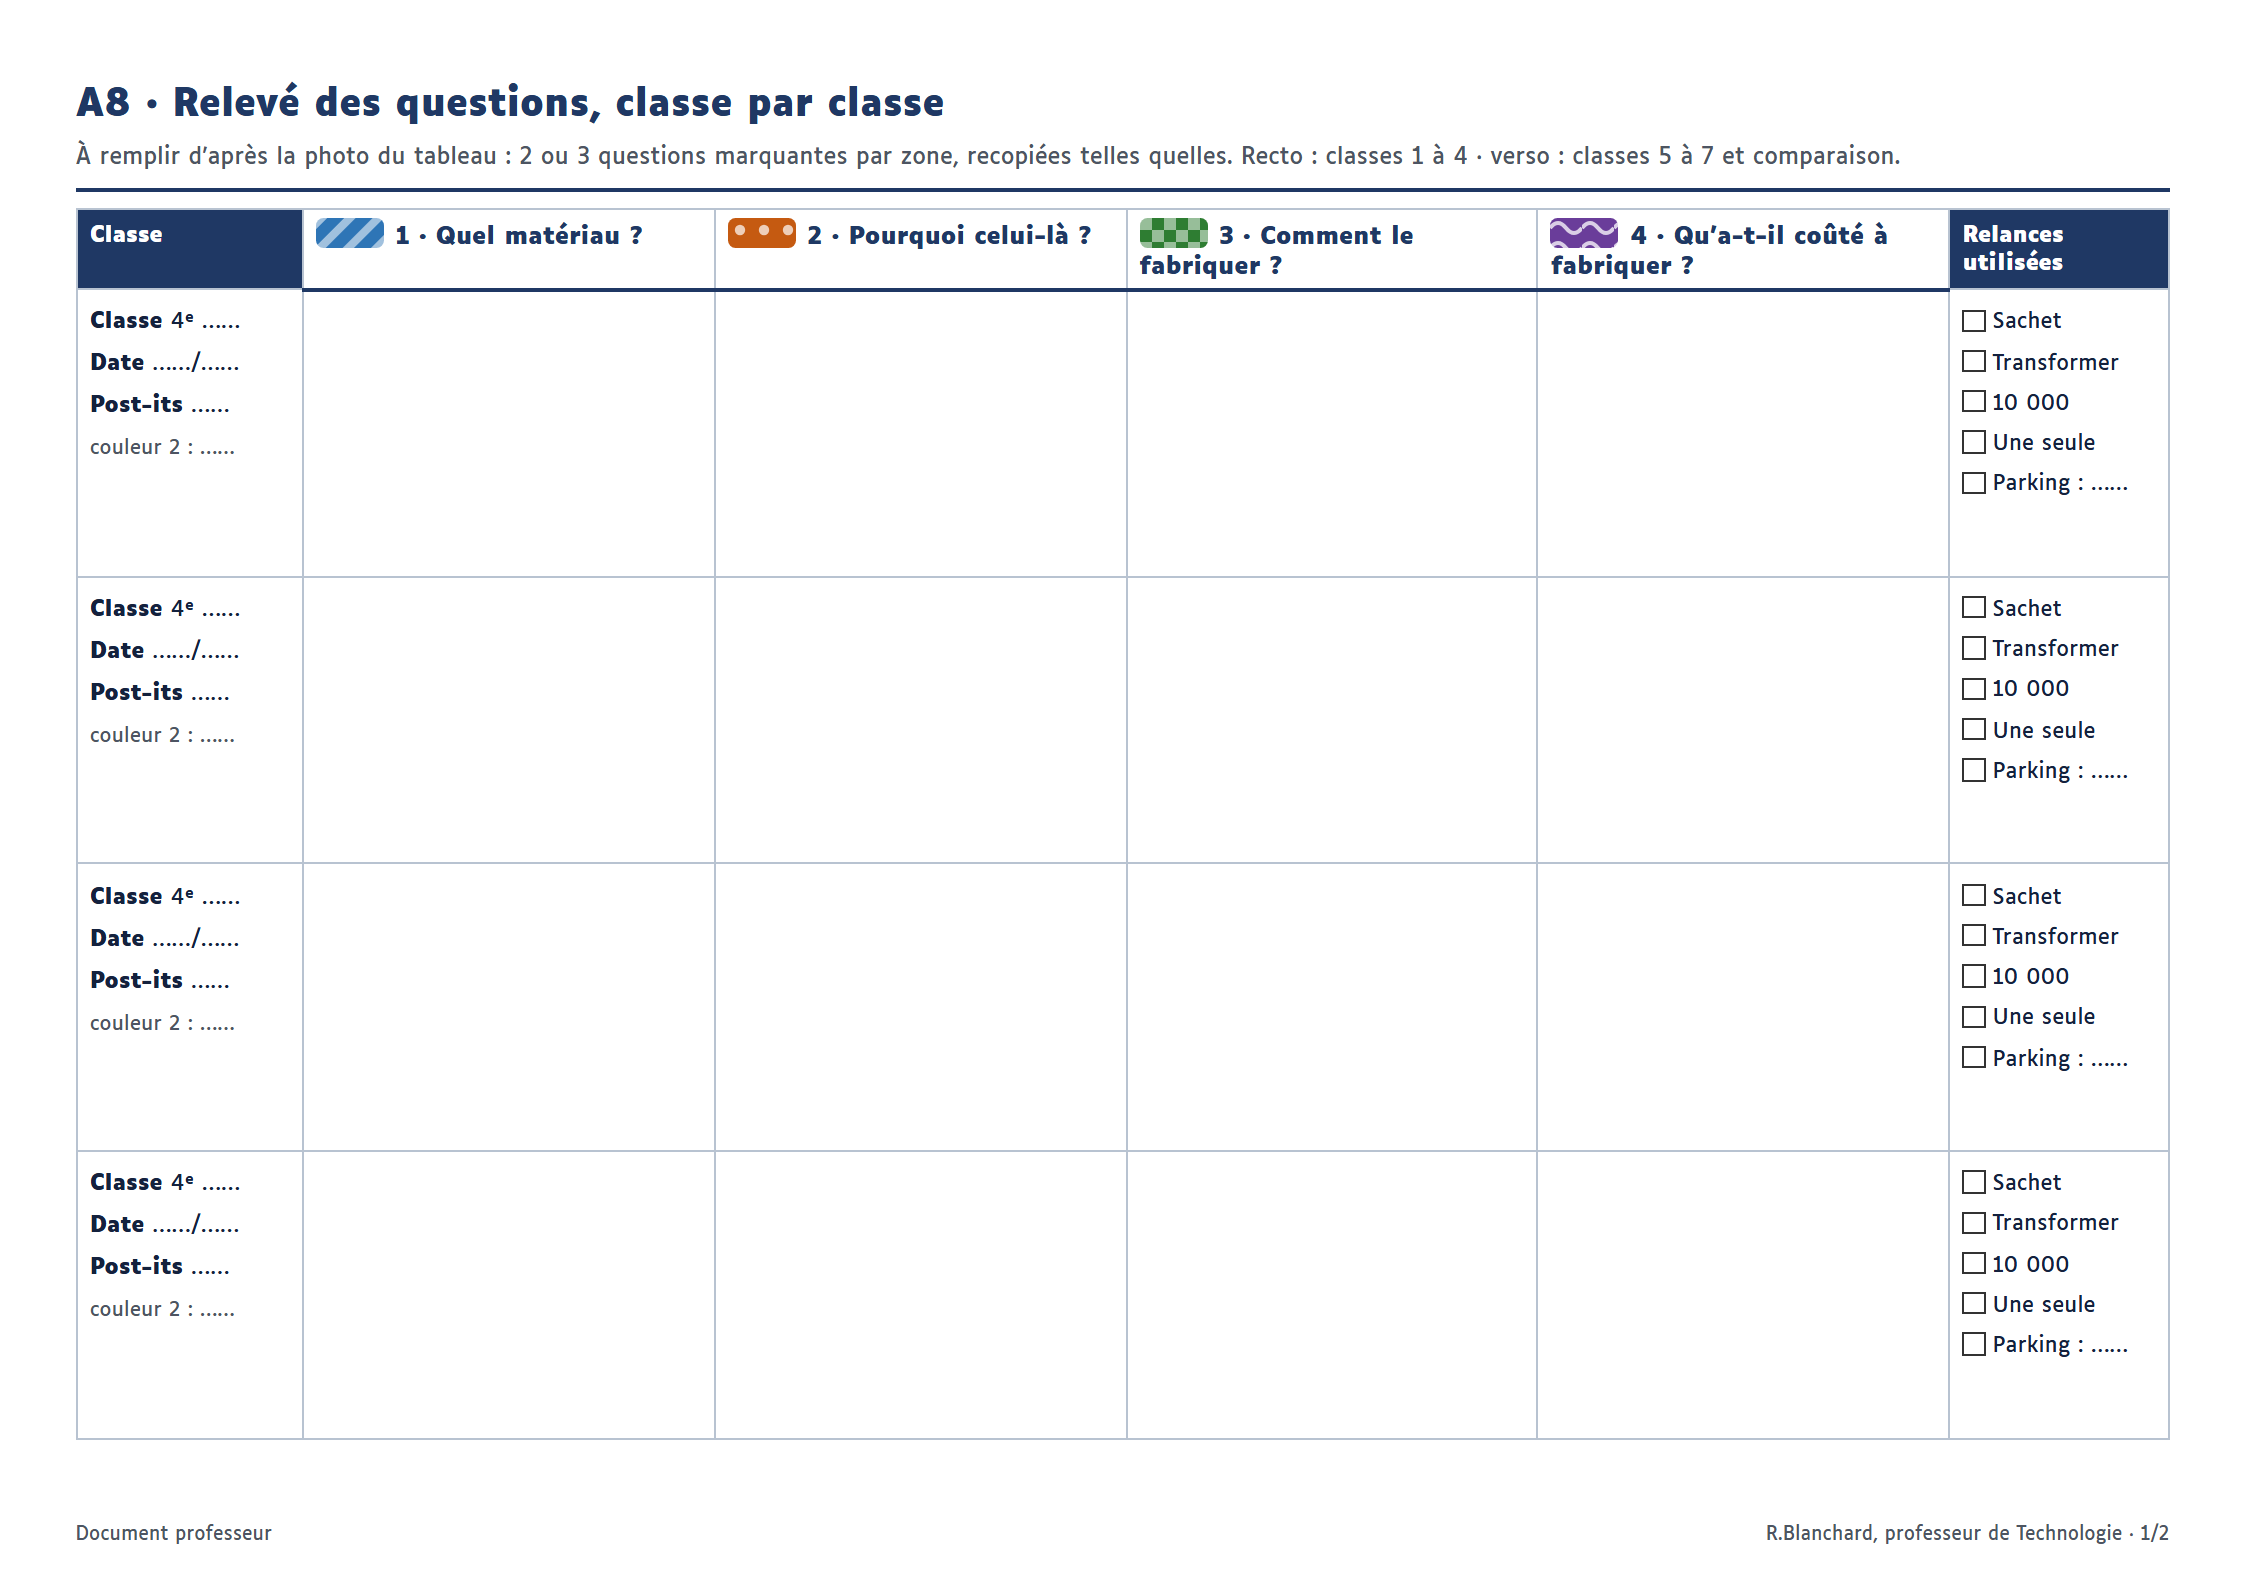 A8 · Relevé des questions, classe par classe
À remplir d’après la photo du tableau : 2 ou 3 questions marquantes par zone, recopiées telles quelles. Recto : classes 1 à 4 · verso : classes 5 à 7 et comparaison.
Classe
1 · Quel matériau ?
2 · Pourquoi celui-là ?
3 · Comment le
fabriquer ?
4 · Qu’a-t-il coûté à
fabriquer ?
Relances
utilisées
Classe 4ᵉ ......
Date ....../......
Post-its ......
couleur 2 : ......
Sachet
Transformer
10 000
Une seule
Parking : ......
Classe 4ᵉ ......
Date ....../......
Post-its ......
couleur 2 : ......
Sachet
Transformer
10 000
Une seule
Parking : ......
Classe 4ᵉ ......
Date ....../......
Post-its ......
couleur 2 : ......
Sachet
Transformer
10 000
Une seule
Parking : ......
Classe 4ᵉ ......
Date ....../......
Post-its ......
couleur 2 : ......
Sachet
Transformer
10 000
Une seule
Parking : ......
Document professeur
R.Blanchard, professeur de Technologie · 1/2